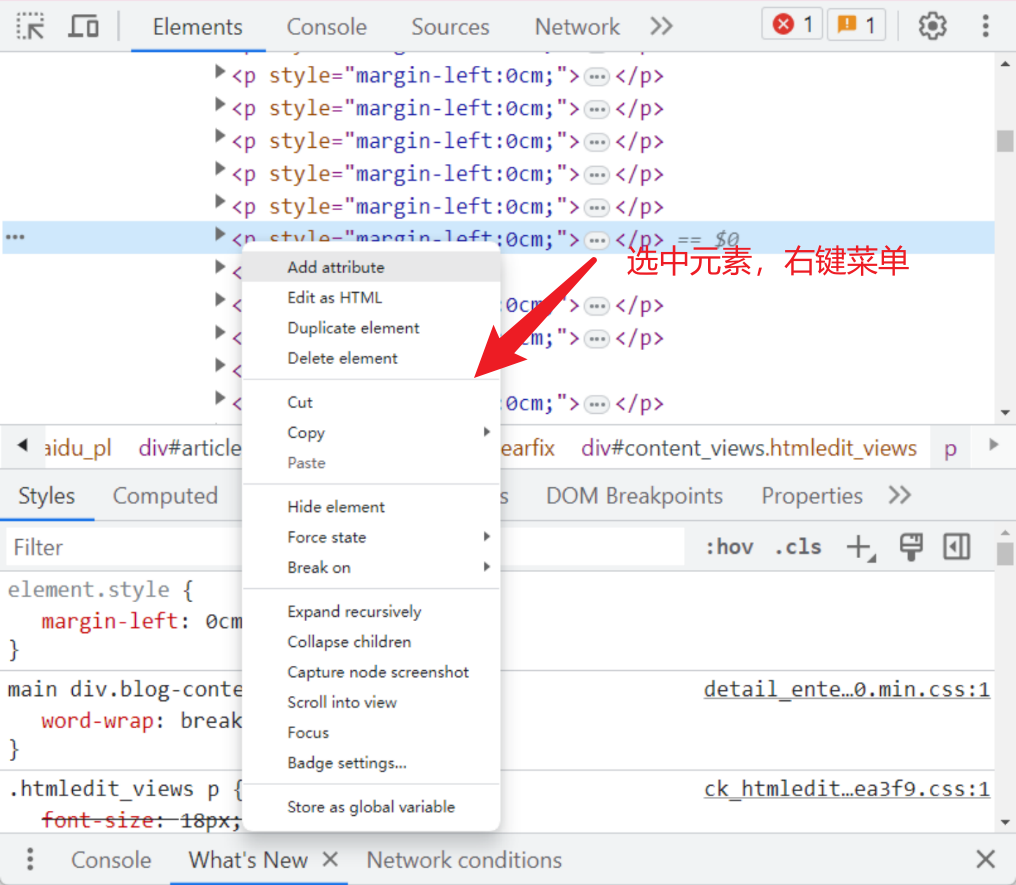 Elements Console Sources Network 1 1
<p style="margin-left:0cm;">…</p>
<p style="margin-left:0cm;">…</p>
<p style="margin-left:0cm;">…</p>
<p style="margin-left:0cm;">…</p>
<p style="margin-left:0cm;">…</p>
<p style="margin-left:0cm;">…</p> == $0
选中元素，右键菜单
Add attribute
Edit as HTML
:0cm;">…</p>
Duplicate element
cm;">…</p>
Delete element
Cut
:0cm;">…</p>
Copy
Paste
aidu_pl div#article earfix div#content_views.htmledit_views p
Styles Computed s DOM Breakpoints Properties
Hide element
Force state
Break on
Filter :hov .cls
element.style {
margin-left: 0cm
}
Expand recursively
Collapse children
Capture node screenshot
Scroll into view
Focus
Badge settings...
Store as global variable
main div.blog-conte detail_ente…0.min.css:1
word-wrap: break
}
.htmledit_views p { ck_htmledit…ea3f9.css:1
font-size: 18px;
Console What's New Network conditions